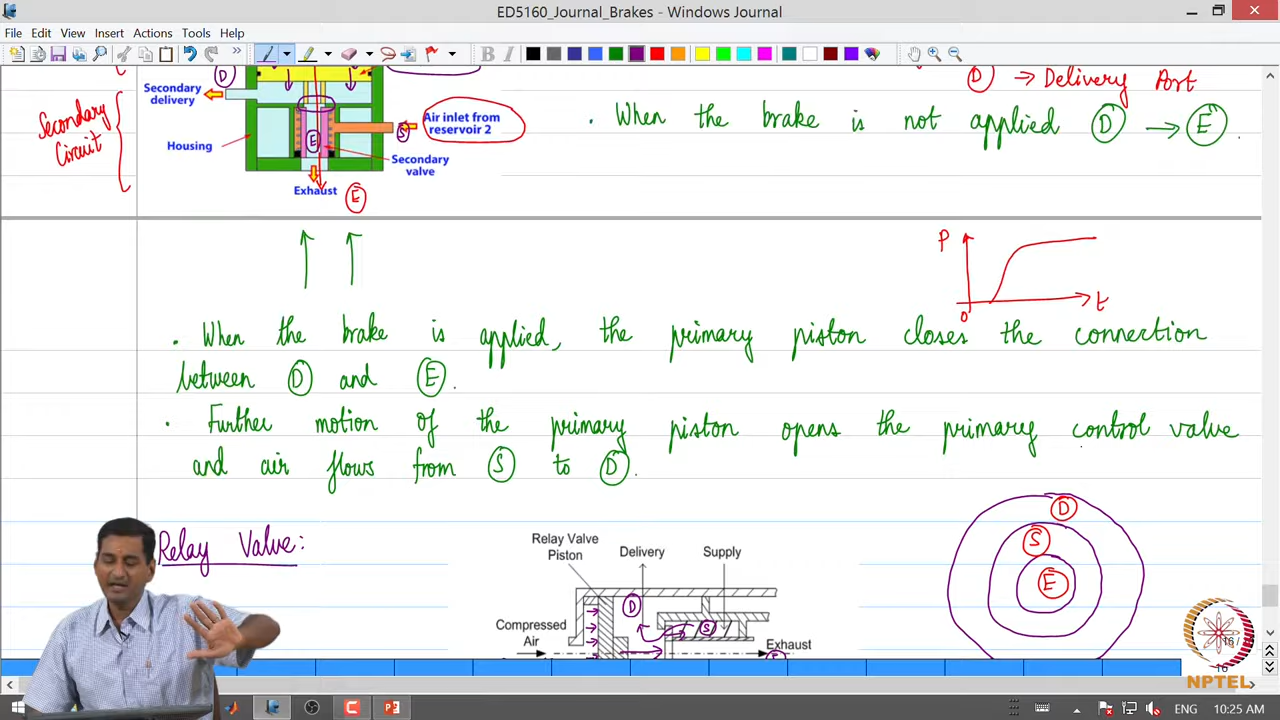 ED5160_Journal_Brakes - Windows Journal
File Edit View Insert Actions Tools Help
B I U
D
Secondary
delivery
Secondary
Circuit
Housing
E
S
Air inlet from
reservoir 2
Secondary
valve
Exhaust
E
D → Delivery Port
. When the brake is not applied D → E .
P
0
t
. When the brake is applied, the primary piston closes the connection
between D and E .
. Further motion of the primary piston opens the primary control valve
and air flows from S to D .
Relay Valve:
Relay Valve
Piston
Delivery
Supply
D
S
Compressed
Air
Exhaust
E
D
S
E
16
NPTEL
16
ENG
10:25 AM